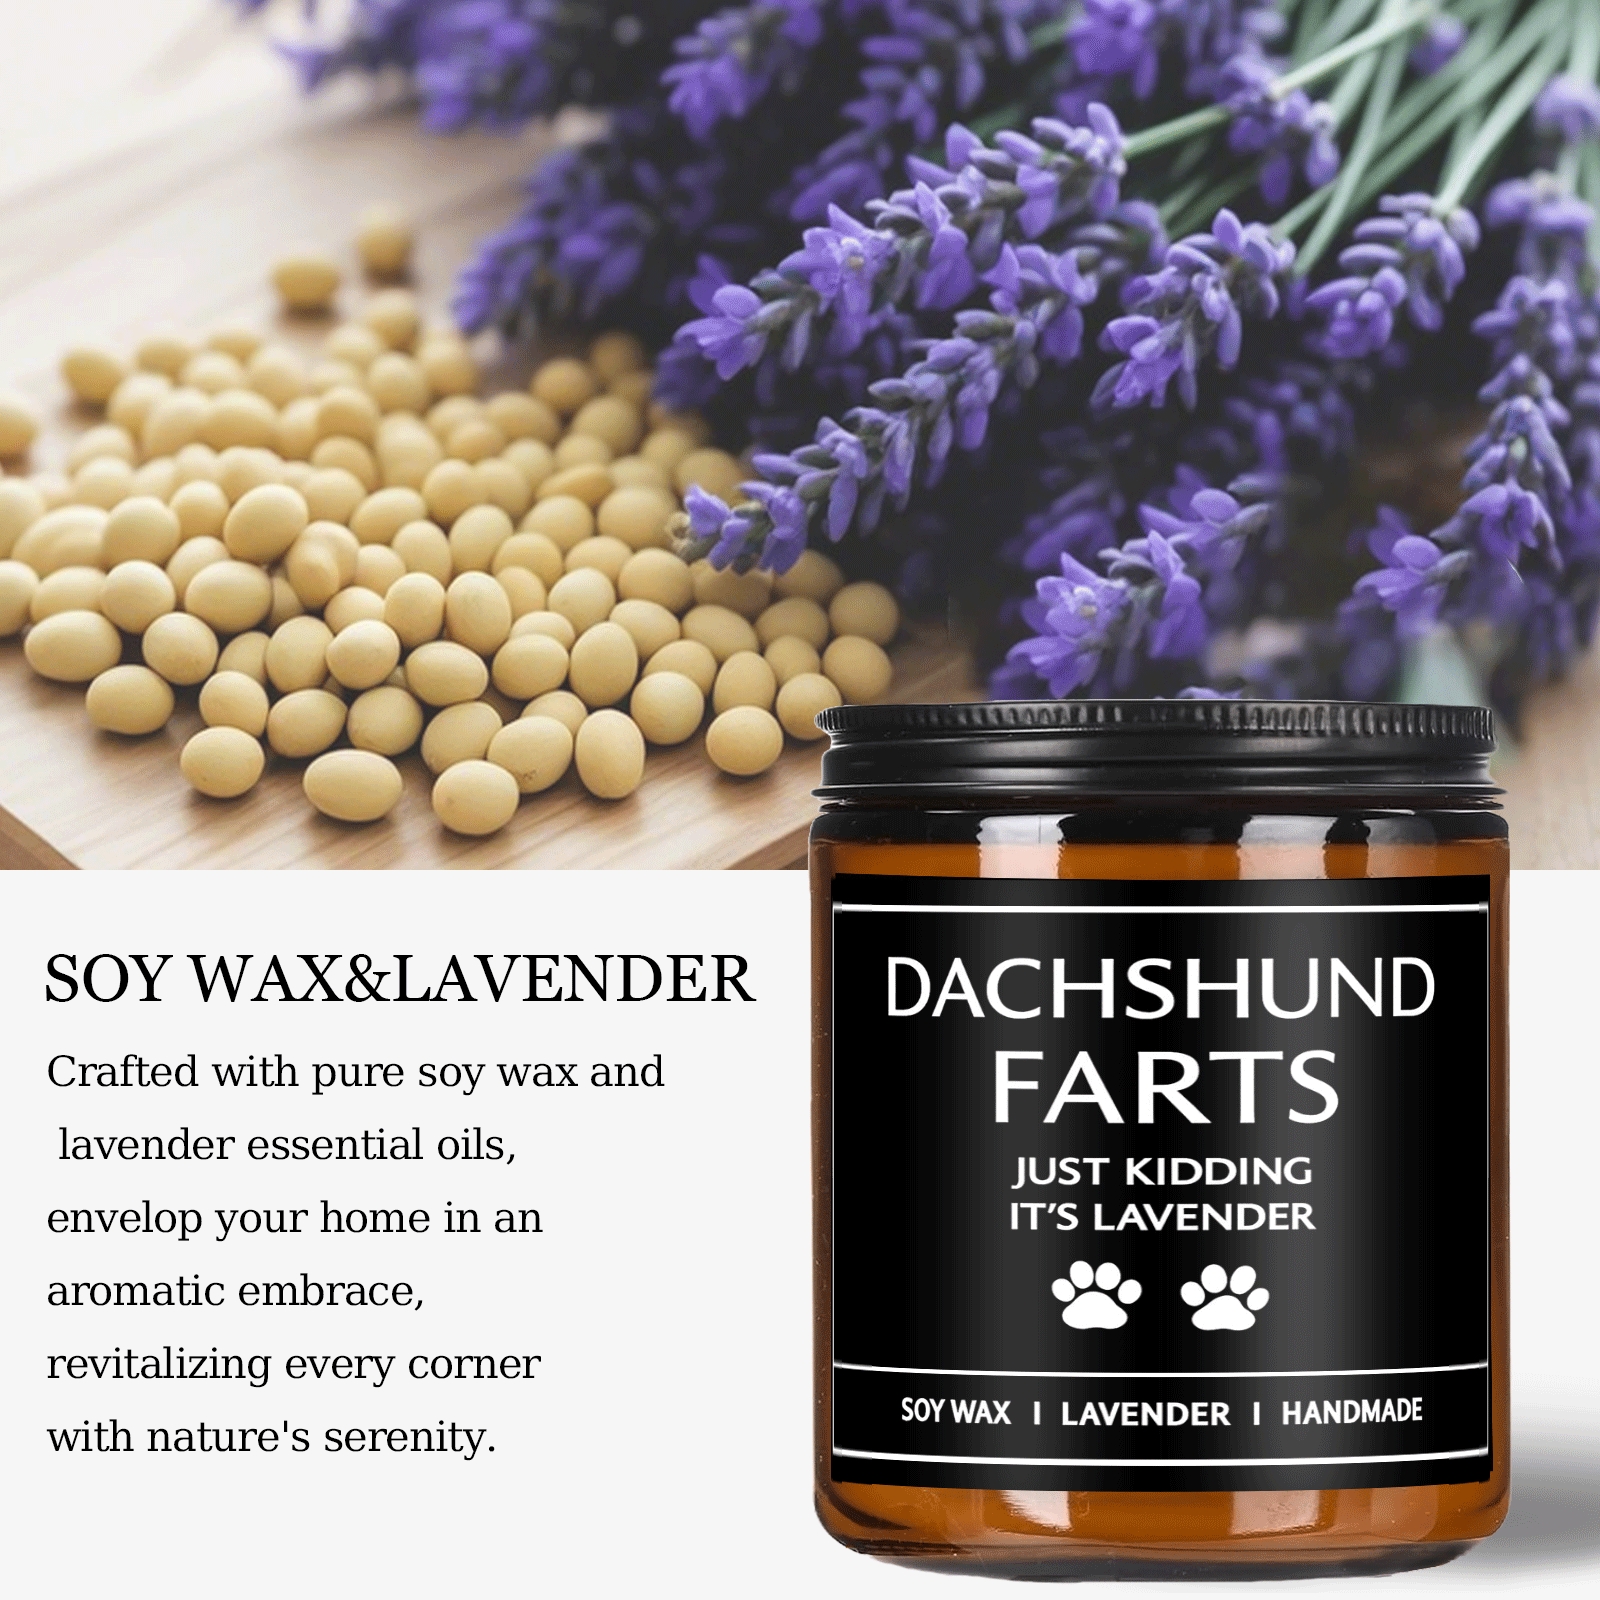 SOY WAX&LAVENDER
Crafted with pure soy wax and
lavender essential oils,
envelop your home in an
aromatic embrace,
revitalizing every corner
with nature's serenity.
DACHSHUND
FARTS
JUST KIDDING
IT'S LAVENDER
SOY WAX | LAVENDER | HANDMADE